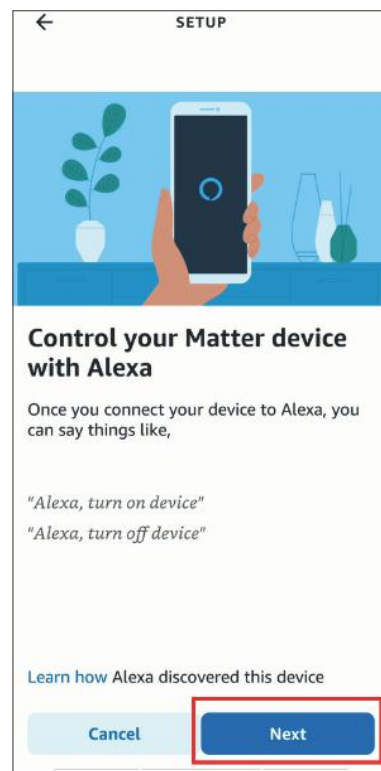 SETUP
Control your Matter device
with Alexa
Once you connect your device to Alexa, you
can say things like,
"Alexa, turn on device"
"Alexa, turn off device"
Learn how Alexa discovered this device
Cancel
Next